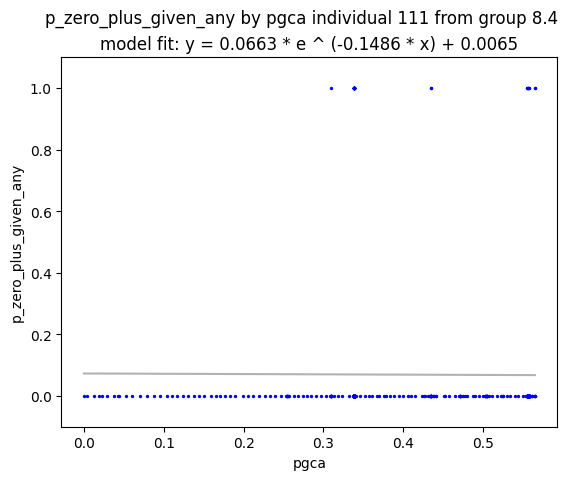 p_zero_plus_given_any by pgca individual 111 from group 8.4
model fit: y = 0.0663 * e ^ (-0.1486 * x) + 0.0065
1.0
0.8
0.6
0.4
0.2
0.0
p_zero_plus_given_any
0.0 0.1 0.2 0.3 0.4 0.5
pgca